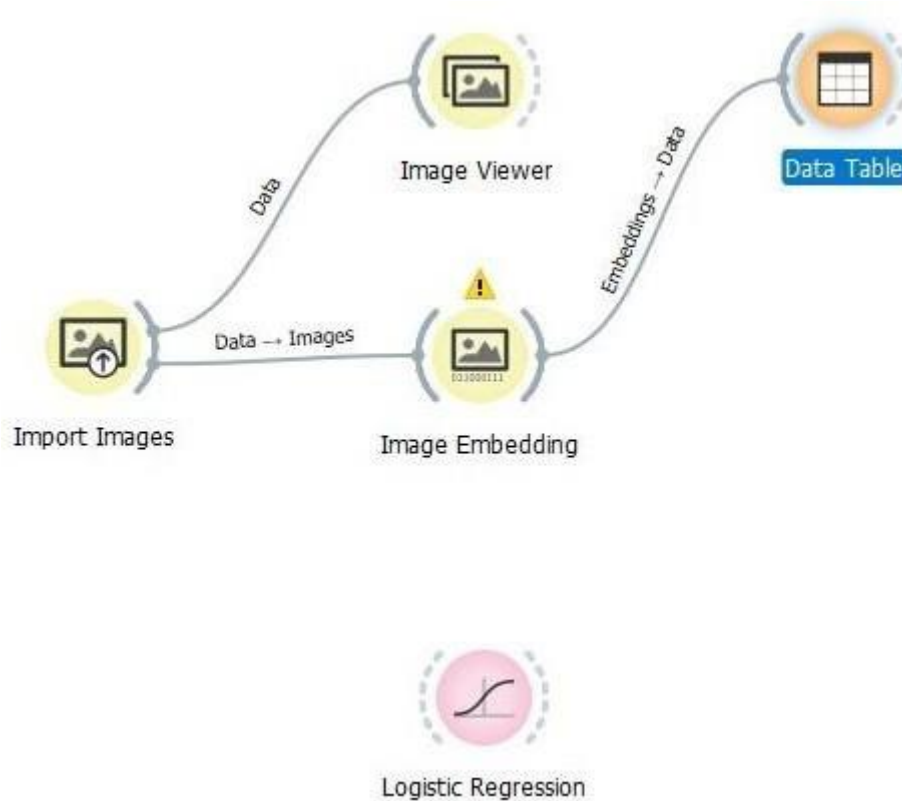 Image Viewer
Data Table
Data
Embeddings → Data
Data → Images
Import Images
Image Embedding
Logistic Regression